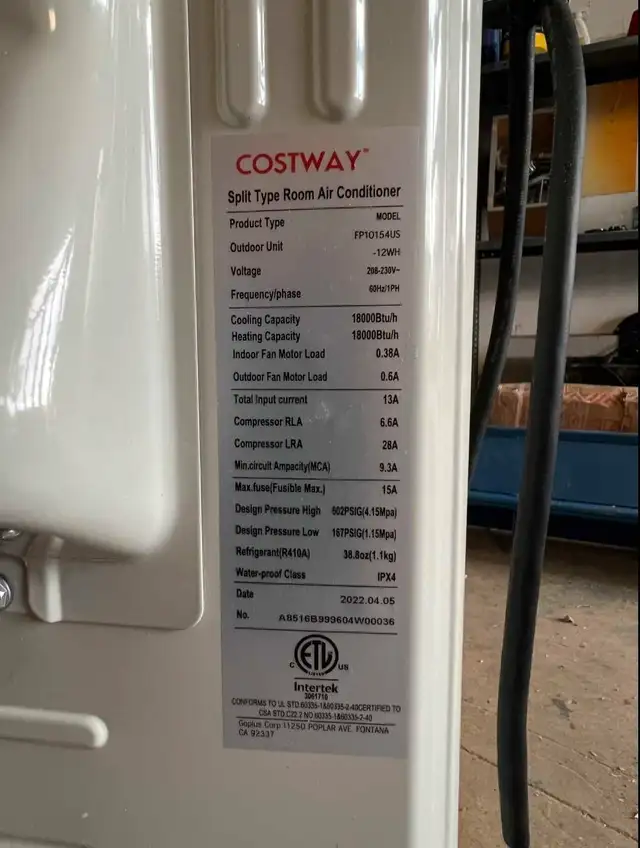 COSTWAY™
Split Type Room Air Conditioner
Product Type MODEL
Outdoor Unit FP10154US
-12WH
Voltage 208-230V~
Frequency/phase 60Hz/1PH
Cooling Capacity 18000Btu/h
Heating Capacity 18000Btu/h
Indoor Fan Motor Load 0.38A
Outdoor Fan Motor Load 0.6A
Total Input current 13A
Compressor RLA 6.6A
Compressor LRA 28A
Min.circuit Ampacity(MCA) 9.3A
Max.fuse(Fusible Max.) 15A
Design Pressure High 602PSIG(4.15Mpa)
Design Pressure Low 167PSIG(1.15Mpa)
Refrigerant(R410A) 38.8oz(1.1kg)
Water-proof Class IPX4
Date 2022.04.05
No. A8516B999604W00036
C ETL US
LISTED
Intertek
3061710
CONFORMS TO UL STD.60335-1&60335-2-40CERTIFIED TO
CSA STD.C22.2 NO.60335-1&60335-2-40
Goplus Corp 11250 POPLAR AVE. FONTANA
CA 92337